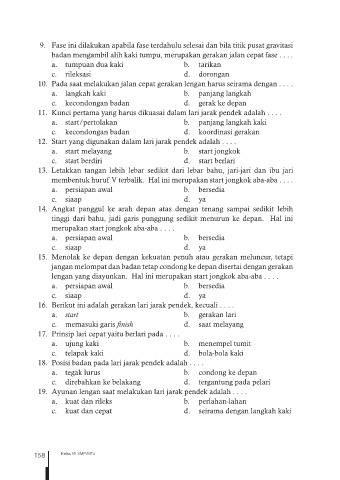 9. Fase ini dilakukan apabila fase terdahulu selesai dan bila titik pusat gravitasi
badan mengambil alih kaki tumpu, merupakan gerakan jalan cepat fase . . . .
a. tumpuan dua kaki b. tarikan
c. rileksasi d. dorongan
10. Pada saat melakukan jalan cepat gerakan lengan harus seirama dengan . . . .
a. langkah kaki b. panjang langkah
c. kecondongan badan d. gerak ke depan
11. Kunci pertama yang harus dikuasai dalam lari jarak pendek adalah . . . .
a. start/pertolakan b. panjang langkah kaki
c. kecondongan badan d. koordinasi gerakan
12. Start yang digunakan dalam lari jarak pendek adalah . . . .
a. start melayang b. start jongkok
c. start berdiri d. start berlari
13. Letakkan tangan lebih lebar sedikit dari lebar bahu, jari-jari dan ibu jari
membentuk huruf V terbalik. Hal ini merupakan start jongkok aba-aba . . . .
a. persiapan awal b. bersedia
c. siaap d. ya
14. Angkat panggul ke arah depan atas dengan tenang sampai sedikit lebih
tinggi dari bahu, jadi garis punggung sedikit menurun ke depan. Hal ini
merupakan start jongkok aba-aba . . . .
a. persiapan awal b. bersedia
c. siaap d. ya
15. Menolak ke depan dengan kekuatan penuh atau gerakan meluncur, tetapi
jangan melompat dan badan tetap condong ke depan disertai dengan gerakan
lengan yang diayunkan. Hal ini merupakan start jongkok aba-aba . . . .
a. persiapan awal b. bersedia
c. siaap d. ya
16. Berikut ini adalah gerakan lari jarak pendek, kecuali . . . .
a. start b. gerakan lari
c. memasuki garis finish d. saat melayang
17. Prinsip lari cepat yaitu berlari pada . . . .
a. ujung kaki b. menempel tumit
c. telapak kaki d. bola-bola kaki
18. Posisi badan pada lari jarak pendek adalah . . . .
a. tegak lurus b. condong ke depan
c. direbahkan ke belakang d. tergantung pada pelari
19. Ayunan lengan saat melakukan lari jarak pendek adalah . . . .
a. kuat dan rileks b. perlahan-lahan
c. kuat dan cepat d. seirama dengan langkah kaki
158